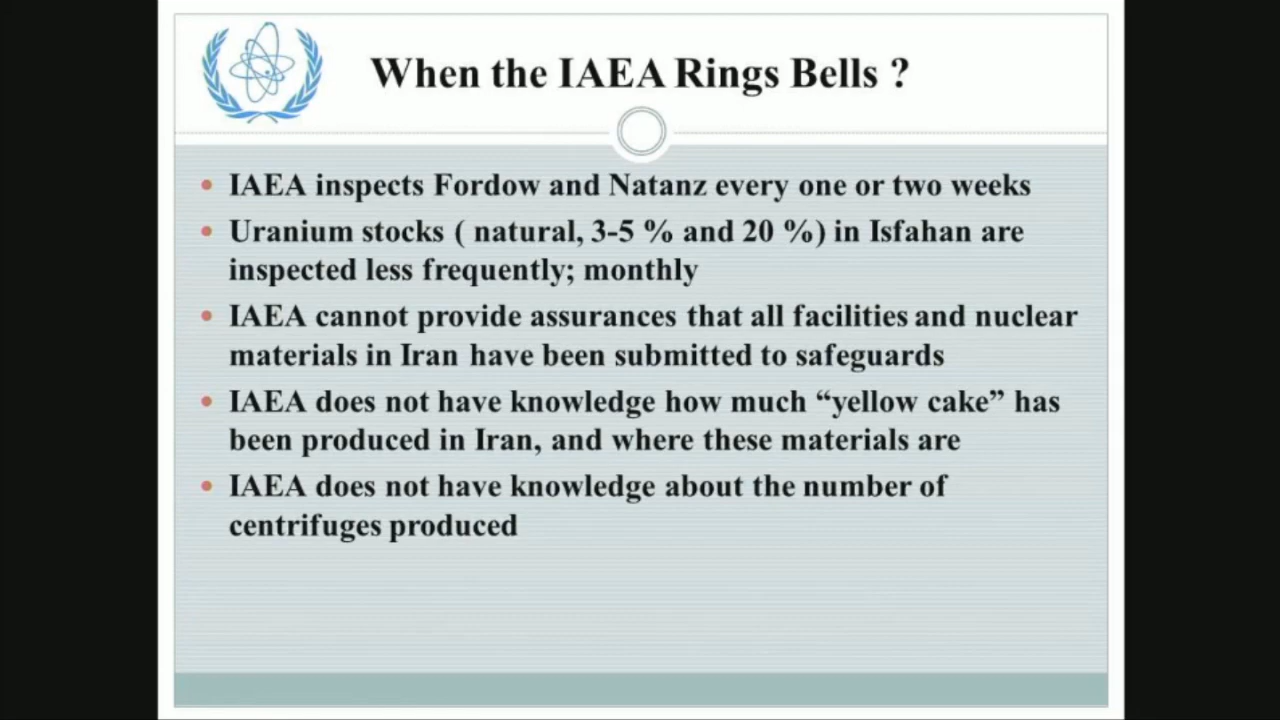 When the IAEA Rings Bells ?
IAEA inspects Fordow and Natanz every one or two weeks
Uranium stocks ( natural, 3-5 % and 20 %) in Isfahan are
inspected less frequently; monthly
IAEA cannot provide assurances that all facilities and nuclear
materials in Iran have been submitted to safeguards
IAEA does not have knowledge how much “yellow cake” has
been produced in Iran, and where these materials are
IAEA does not have knowledge about the number of
centrifuges produced